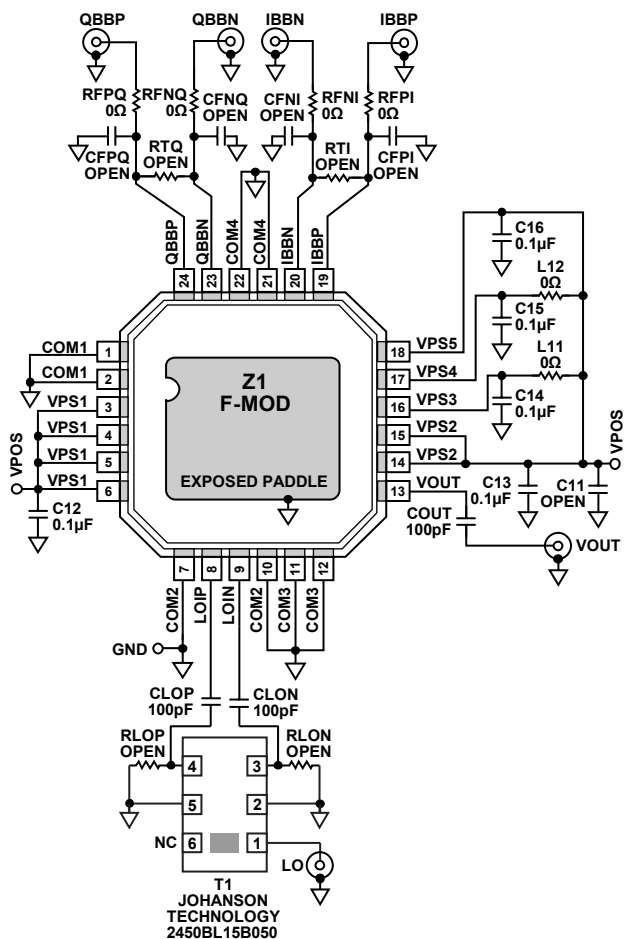 QBBP
QBBN
IBBN
IBBP
RFPQ
0Ω
RFNQ
0Ω
CFNQ
OPEN
CFNI
OPEN
RFNI
0Ω
RFPI
0Ω
CFPQ
OPEN
RTQ
OPEN
RTI
OPEN
CFPI
OPEN
QBBP
QBBN
COM4
COM4
IBBN
IBBP
24
23
22
21
20
19
C16
0.1µF
L12
0Ω
C15
0.1µF
L11
0Ω
C14
0.1µF
COM1
1
COM1
2
VPS1
3
VPS1
4
VPS1
5
VPS1
6
VPOS
C12
0.1µF
Z1
F-MOD
EXPOSED PADDLE
18
VPS5
17
VPS4
16
VPS3
15
VPS2
14
VPS2
13
VOUT
VPOS
C13
0.1µF
C11
OPEN
COUT
100pF
VOUT
7
8
9
10
11
12
COM2
LOIP
LOIN
COM2
COM3
COM3
GND
CLOP
100pF
CLON
100pF
RLOP
OPEN
RLON
OPEN
4
3
5
2
NC
6
1
LO
T1
JOHANSON
TECHNOLOGY
2450BL15B050